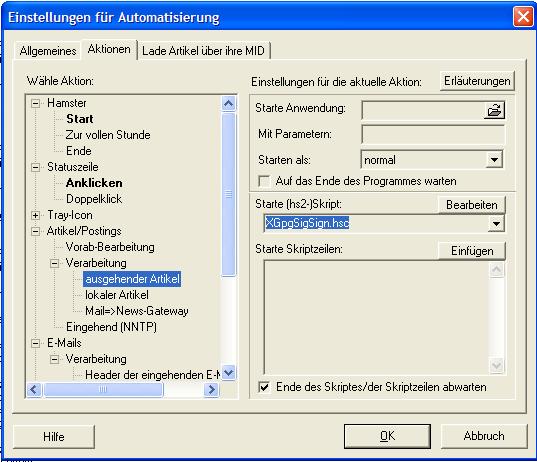 Einstellungen für Automatisierung
Allgemeines
Aktionen
Lade Artikel über ihre MID
Wähle Aktion:
Hamster
Start
Zur vollen Stunde
Ende
Statuszeile
Anklicken
Doppelklick
Tray-Icon
Artikel/Postings
Vorab-Bearbeitung
Verarbeitung
ausgehender Artikel
lokaler Artikel
Mail=>News-Gateway
Eingehend (NNTP)
E-Mails
Verarbeitung
Header der eingehenden E-M
Einstellungen für die aktuelle Aktion:
Erläuterungen
Starte Anwendung:
Mit Parametern:
Starten als:
normal
Auf das Ende des Programmes warten
Starte (hs2-)Skript:
Bearbeiten
XGpgSigSign.hsc
Starte Skriptzeilen:
Einfügen
Ende des Skriptes/der Skriptzeilen abwarten
Hilfe
OK
Abbruch